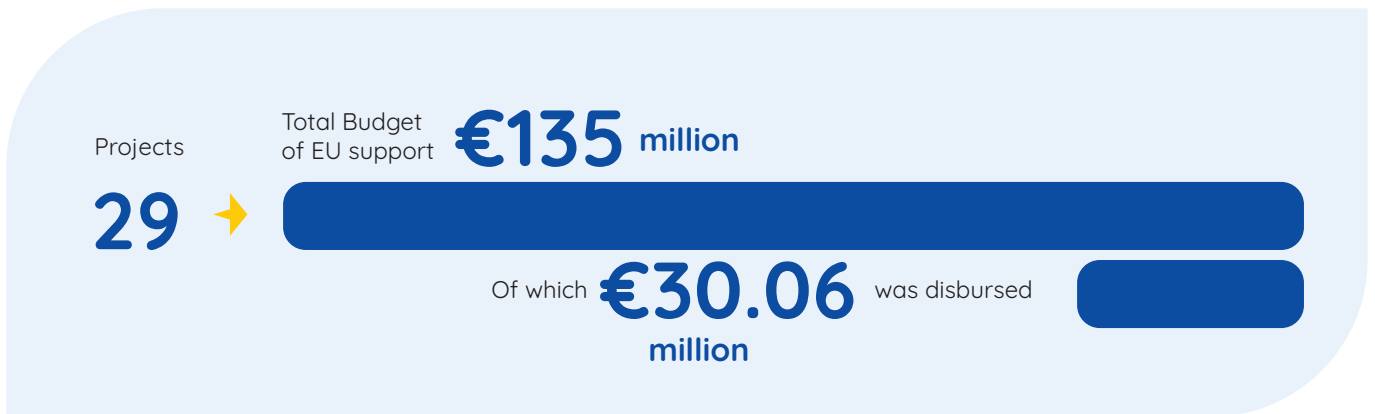 Projects
29
Total Budget
of EU support
€135 million
Of which €30.06 was disbursed
million